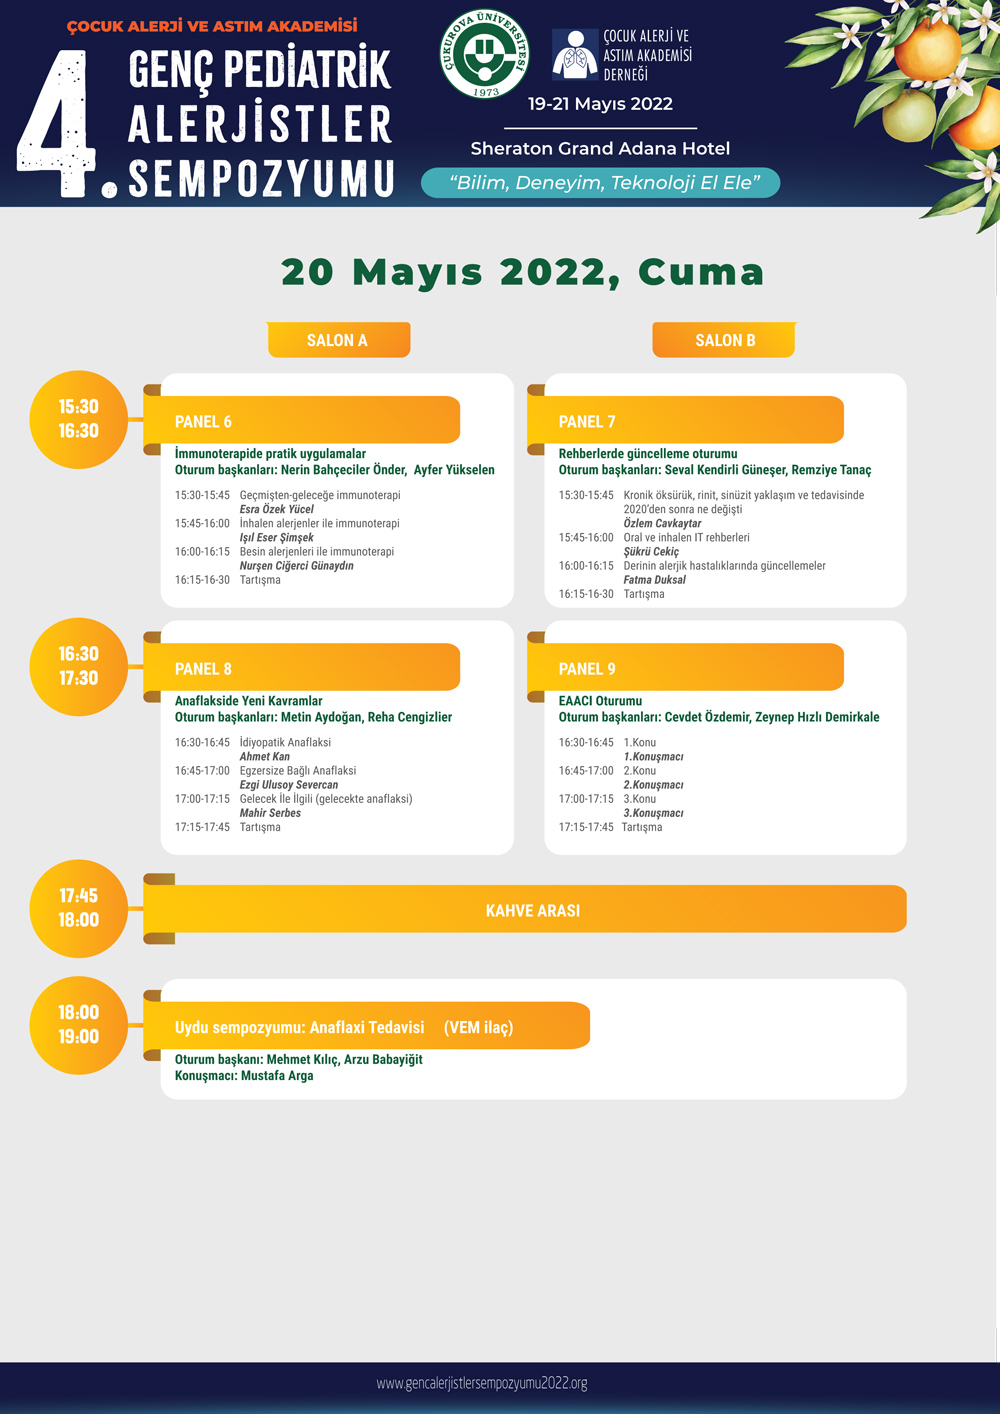 ÇOCUK ALERJİ VE ASTIM AKADEMİSİ
4.
GENÇ PEDİATRİK
ALERJİSTLER
SEMPOZYUMU
ÇUKUROVA ÜNİVERSİTESİ
1973
ÇOCUK ALERJİ VE
ASTIM AKADEMİSİ
DERNEĞİ
19-21 Mayıs 2022
Sheraton Grand Adana Hotel
“Bilim, Deneyim, Teknoloji El Ele”
20 Mayıs 2022, Cuma
SALON A
SALON B
15:30
16:30
PANEL 6
İmmunoterapide pratik uygulamalar
Oturum başkanları: Nerin Bahçeciler Önder, Ayfer Yükselen
15:30-15:45 Geçmişten-geleceğe immunoterapi
Esra Özek Yücel
15:45-16:00 İnhalen alerjenler ile immunoterapi
Işıl Eser Şimşek
16:00-16:15 Besin alerjenleri ile immunoterapi
Nurşen Ciğerci Günaydın
16:15-16-30 Tartışma
PANEL 7
Rehberlerde güncelleme oturumu
Oturum başkanları: Seval Kendirli Güneşer, Remziye Tanaç
15:30-15:45 Kronik öksürük, rinit, sinüzit yaklaşım ve tedavisinde
2020’den sonra ne değişti
Özlem Cavkaytar
15:45-16:00 Oral ve inhalen IT rehberleri
Şükrü Cekiç
16:00-16:15 Derinin alerjik hastalıklarında güncellemeler
Fatma Duksal
16:15-16-30 Tartışma
16:30
17:30
PANEL 8
Anaflakside Yeni Kavramlar
Oturum başkanları: Metin Aydoğan, Reha Cengizlier
16:30-16:45 İdiyopatik Anaflaksi
Ahmet Kan
16:45-17:00 Egzersize Bağlı Anaflaksi
Ezgi Ulusoy Severcan
17:00-17:15 Gelecek İle İlgili (gelecekte anaflaksi)
Mahir Serbes
17:15-17:45 Tartışma
PANEL 9
EAACI Oturumu
Oturum başkanları: Cevdet Özdemir, Zeynep Hızlı Demirkale
16:30-16:45 1.Konu
1.Konuşmacı
16:45-17:00 2.Konu
2.Konuşmacı
17:00-17:15 3.Konu
3.Konuşmacı
17:15-17:45 Tartışma
17:45
18:00
KAHVE ARASI
18:00
19:00
Uydu sempozyumu: Anaflaxi Tedavisi (VEM ilaç)
Oturum başkanı: Mehmet Kılıç, Arzu Babayiğit
Konuşmacı: Mustafa Arga
www.gencalerjistlersempozyumu2022.org